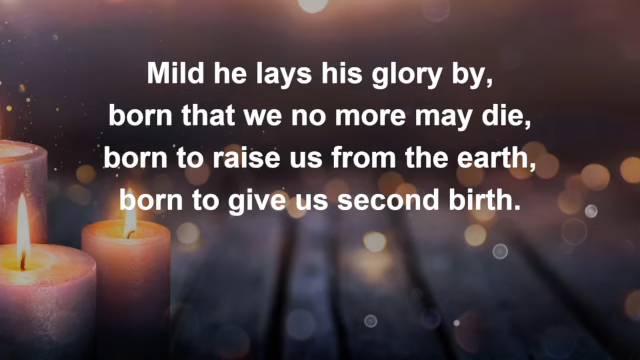 Mild he lays his glory by,
born that we no more may die,
born to raise us from the earth,
born to give us second birth.